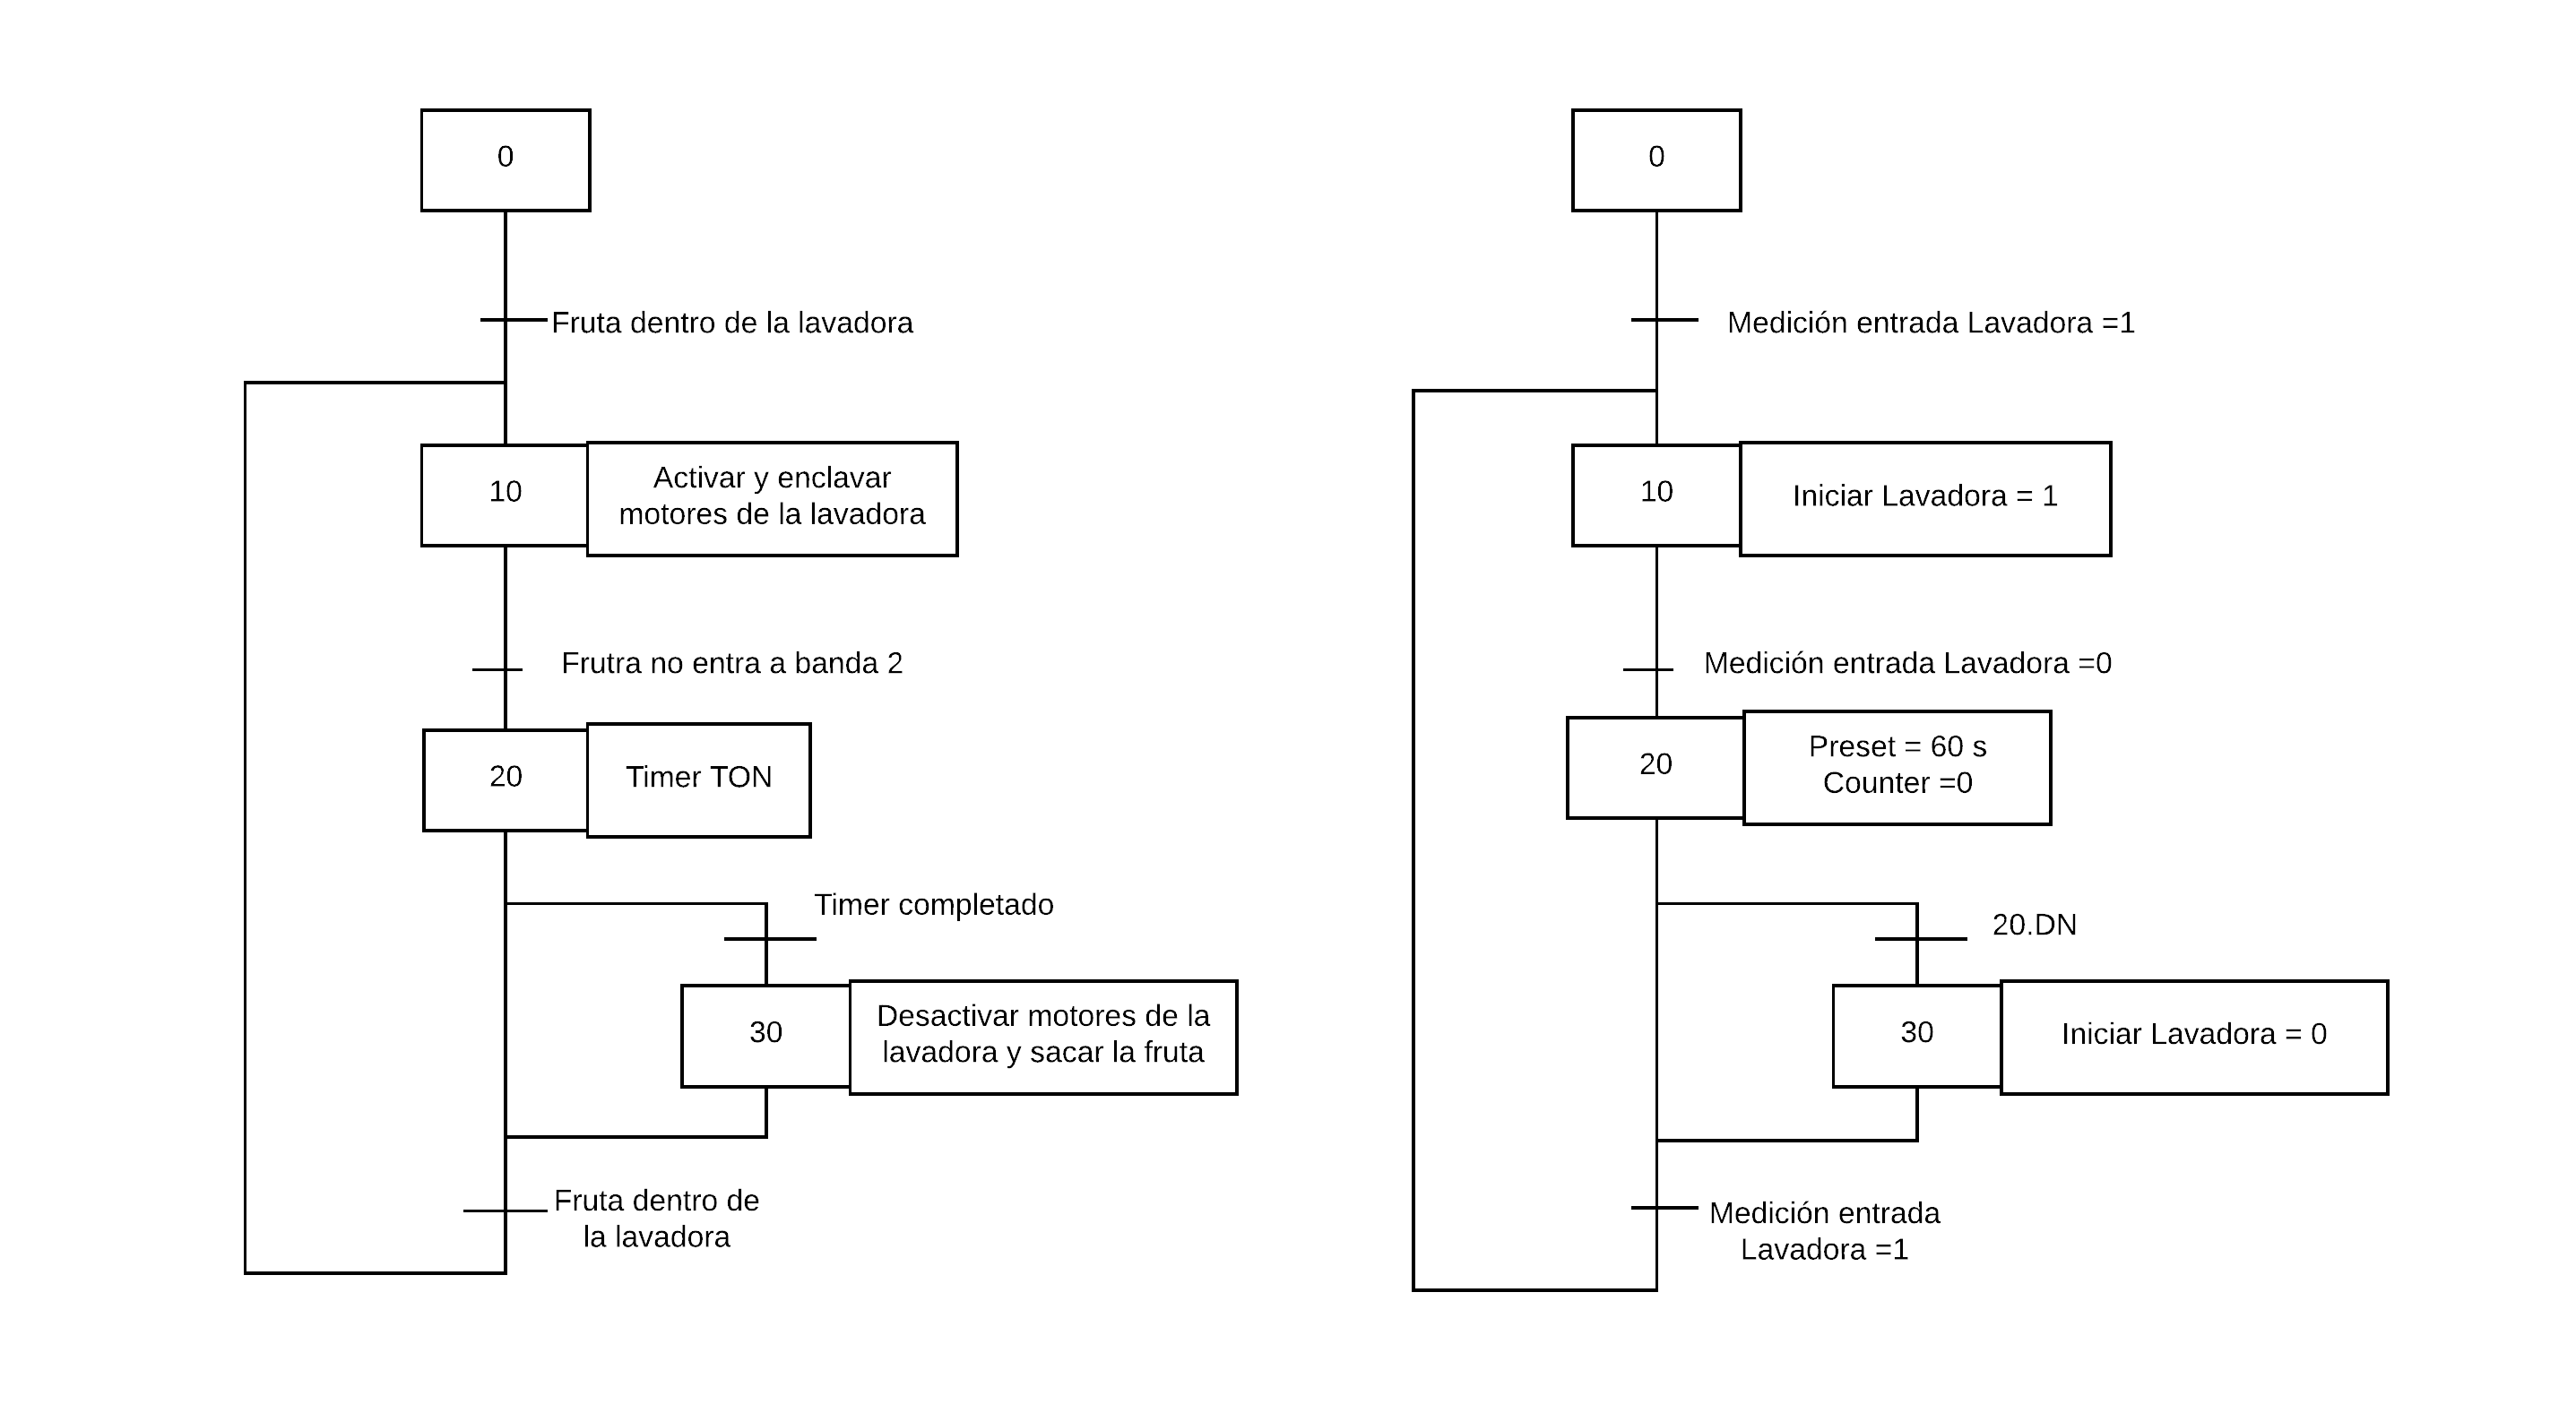 0
Fruta dentro de la lavadora
10
Activar y enclavar
motores de la lavadora
Frutra no entra a banda 2
20
Timer TON
Timer completado
30
Desactivar motores de la
lavadora y sacar la fruta
Fruta dentro de
la lavadora
0
Medición entrada Lavadora =1
10
Iniciar Lavadora = 1
Medición entrada Lavadora =0
20
Preset = 60 s
Counter =0
20.DN
30
Iniciar Lavadora = 0
Medición entrada
Lavadora =1